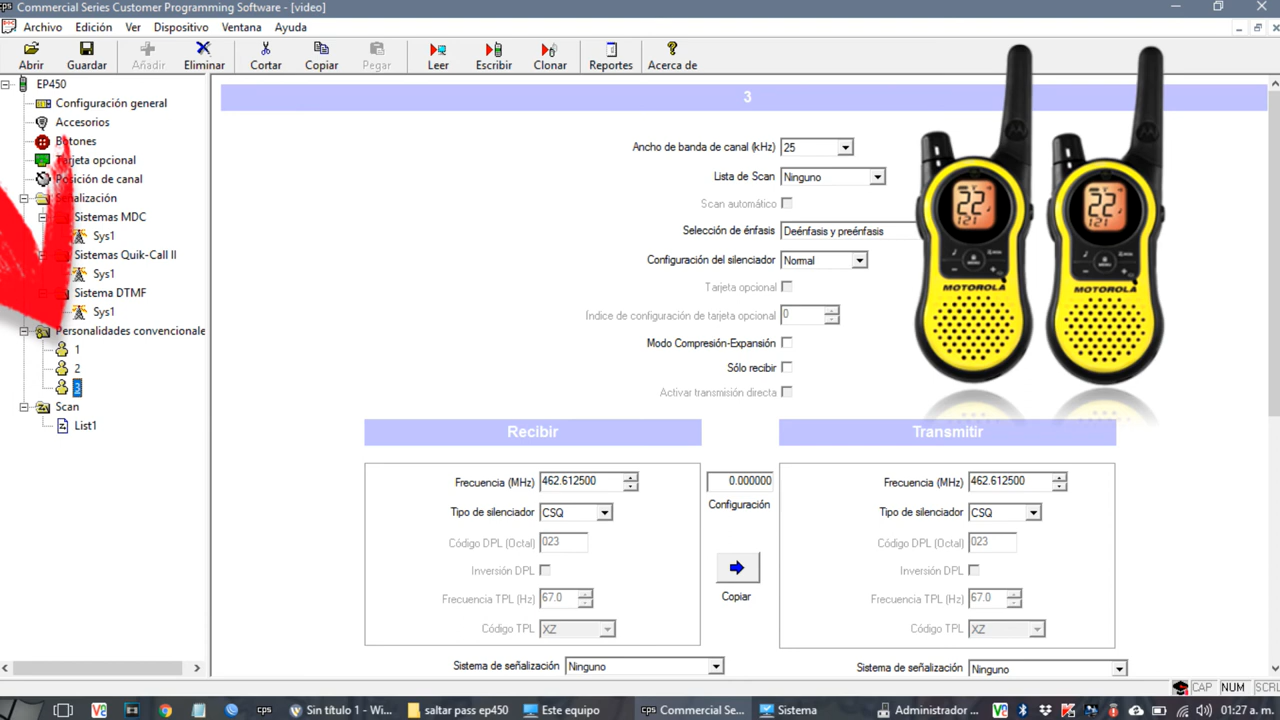 Commercial Series Customer Programming Software - [video]
Archivo Edición Ver Dispositivo Ventana Ayuda
Abrir Guardar Añadir Eliminar Cortar Copiar Pegar Leer Escribir Clonar Reportes Acerca de
EP450
Configuración general
Accesorios
Botones
Tarjeta opcional
Posición de canal
Señalización
Sistemas MDC
Sys1
Sistemas Quik-Call II
Sys1
Sistema DTMF
Sys1
Personalidades convencionale
1
2
3
Scan
List1
3
Ancho de banda de canal (kHz) 25
Lista de Scan Ninguno
Scan automático
Selección de énfasis Deénfasis y preénfasis
Configuración del silenciador Normal
Tarjeta opcional
Índice de configuración de tarjeta opcional 0
Modo Compresión-Expansión
Sólo recibir
Activar transmisión directa
22 121
MOTOROLA
22 121
MOTOROLA
Recibir
Frecuencia (MHz) 462.612500
Tipo de silenciador CSQ
Código DPL (Octal) 023
Inversión DPL
Frecuencia TPL (Hz) 67.0
Código TPL XZ
Sistema de señalización Ninguno
0.000000
Configuración
Copiar
Transmitir
Frecuencia (MHz) 462.612500
Tipo de silenciador CSQ
Código DPL (Octal) 023
Inversión DPL
Frecuencia TPL (Hz) 67.0
Código TPL XZ
Sistema de señalización Ninguno
CAP NUM SCRL
cps Sin título 1 - Wi... saltar pass ep450 Este equipo cps Commercial Se... Sistema Administrador ... 01:27 a. m.